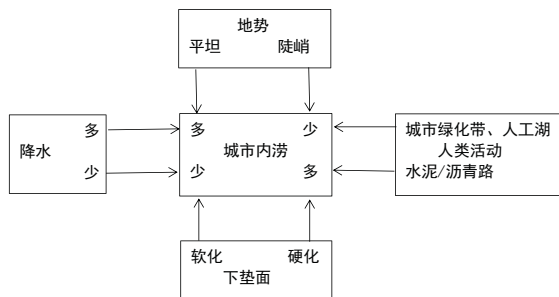 地势
平坦 陡峭
多
降水
少
多 少
城市内涝
少 多
城市绿化带、人工湖
人类活动
水泥/沥青路
软化 硬化
下垫面